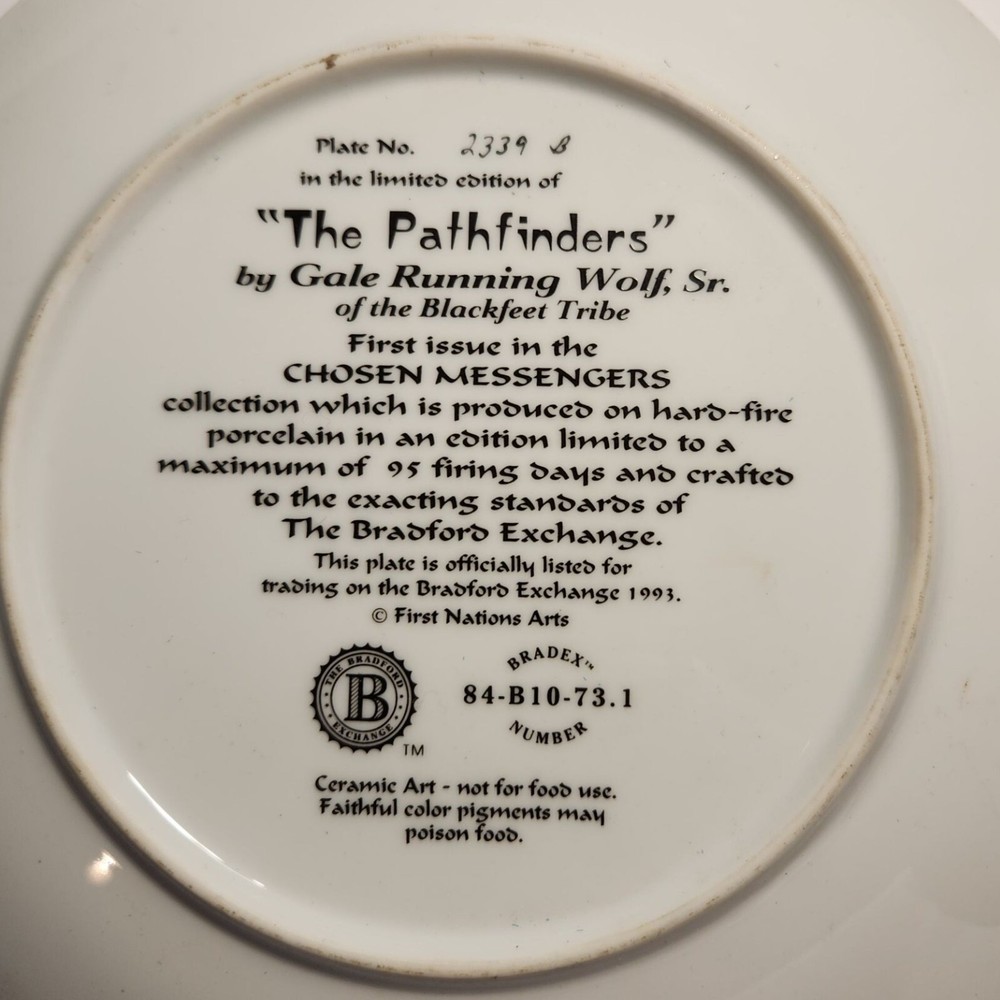 Plate No. 2339 B
in the limited edition of
"The Pathfinders"
by Gale Running Wolf, Sr.
of the Blackfeet Tribe
First issue in the
CHOSEN MESSENGERS
collection which is produced on hard-fire
porcelain in an edition limited to a
maximum of 95 firing days and crafted
to the exacting standards of
The Bradford Exchange.
This plate is officially listed for
trading on the Bradford Exchange 1993.
© First Nations Arts
THE BRADFORD
B
EXCHANGE
TM
BRADEX™
84-B10-73.1
NUMBER
Ceramic Art - not for food use.
Faithful color pigments may
poison food.